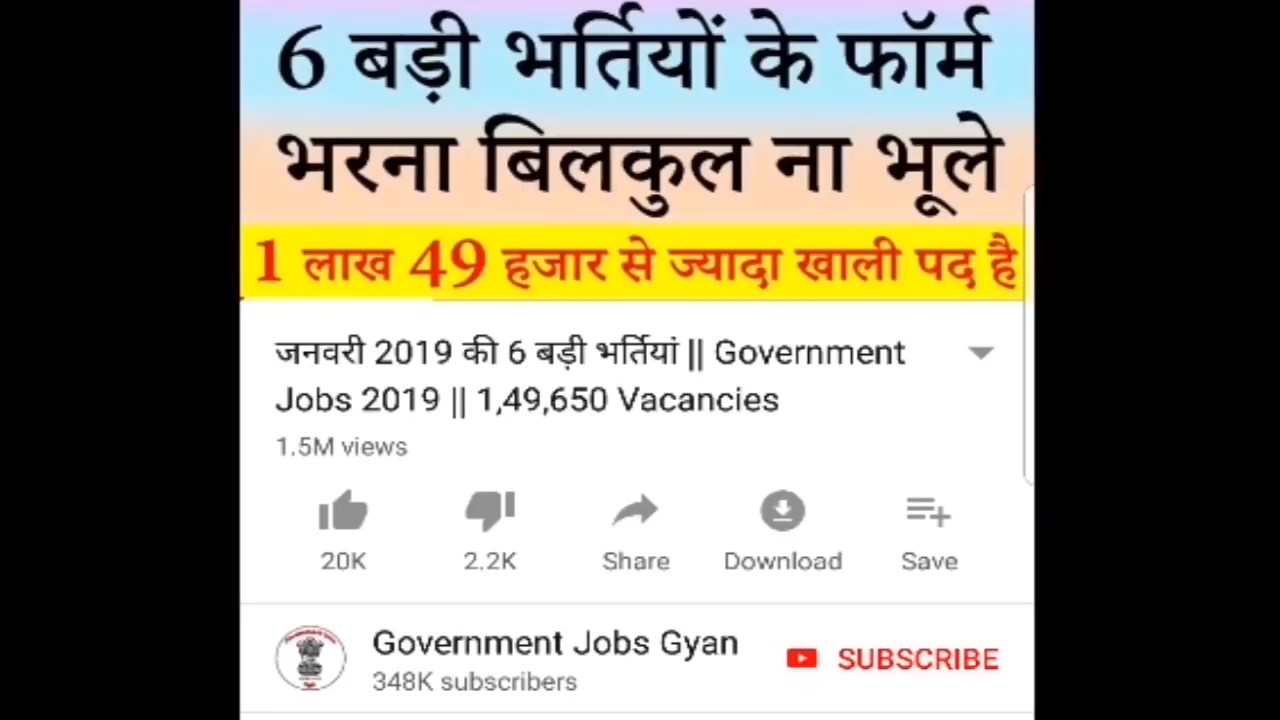 6 बड़ी भर्तियों के फॉर्म
भरना बिलकुल ना भूले
1 लाख 49 हजार से ज्यादा खाली पद है
जनवरी 2019 की 6 बड़ी भर्तियां || Government
Jobs 2019 || 1,49,650 Vacancies
1.5M views
20K
2.2K
Share
Download
Save
Government Jobs Gyan
SUBSCRIBE
348K subscribers